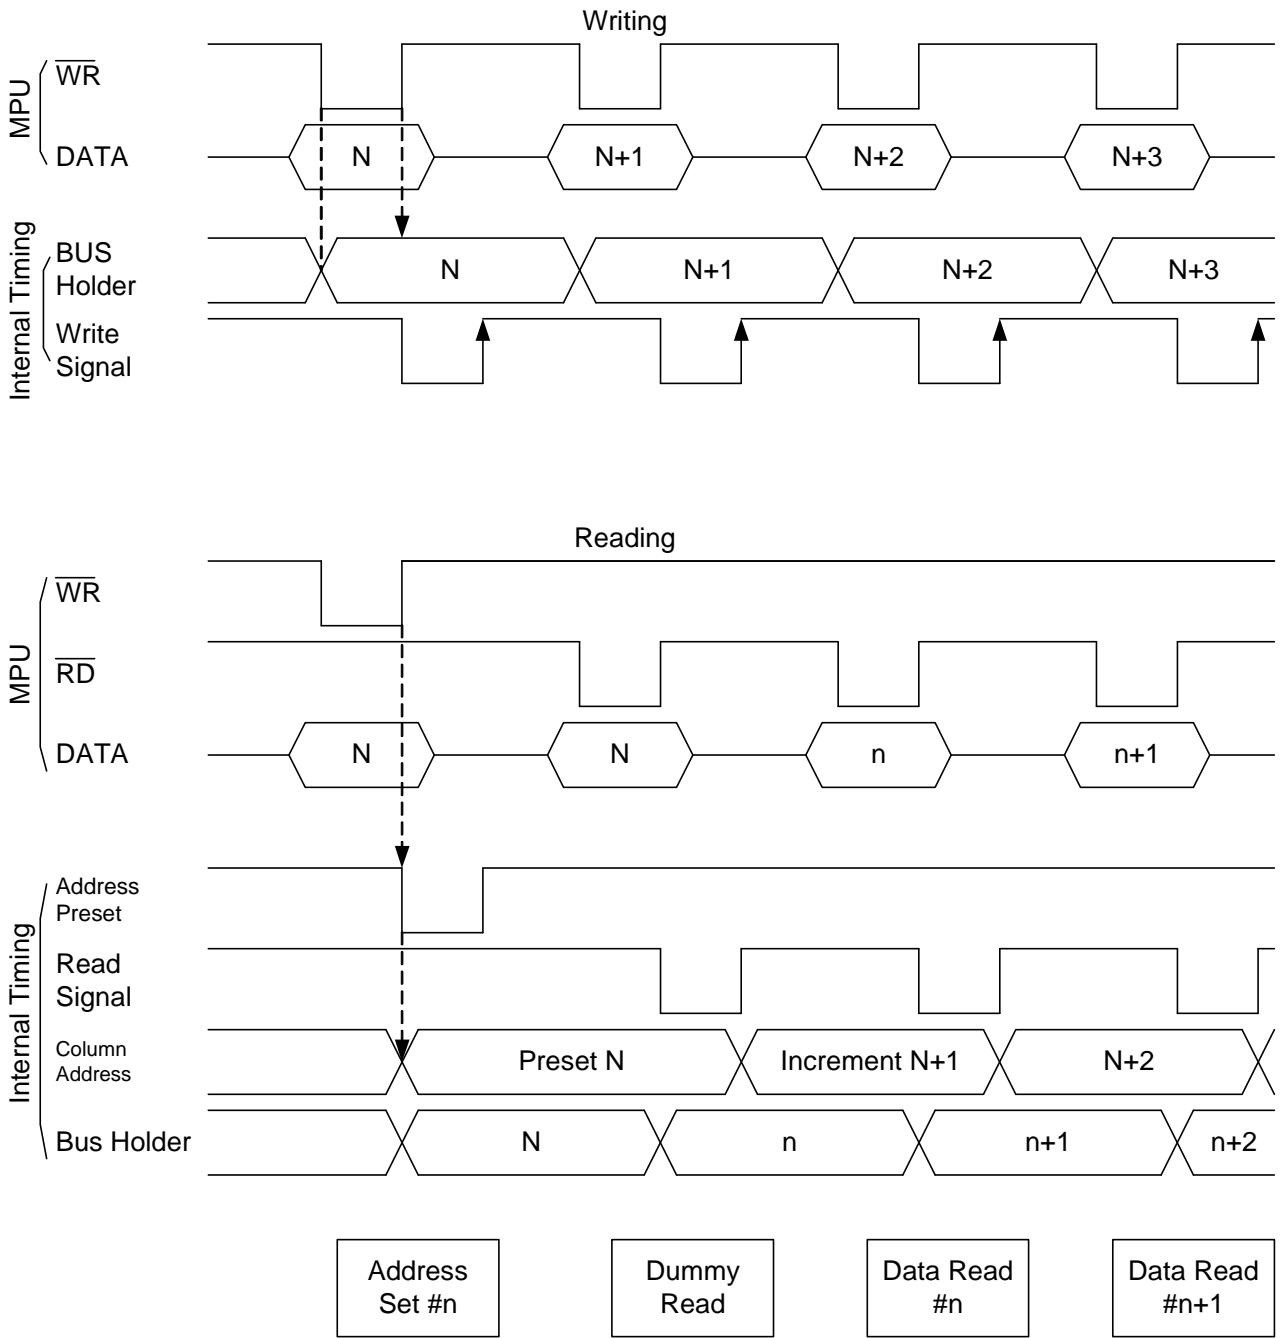 Writing
MPU
WR
DATA
N
N+1
N+2
N+3
Internal Timing
BUS
Holder
N
N+1
N+2
N+3
Write
Signal
Reading
MPU
WR
RD
DATA
N
N
n
n+1
Internal Timing
Address
Preset
Read
Signal
Column
Address
Preset N
Increment N+1
N+2
Bus Holder
N
n
n+1
n+2
Address
Set #n
Dummy
Read
Data Read
#n
Data Read
#n+1